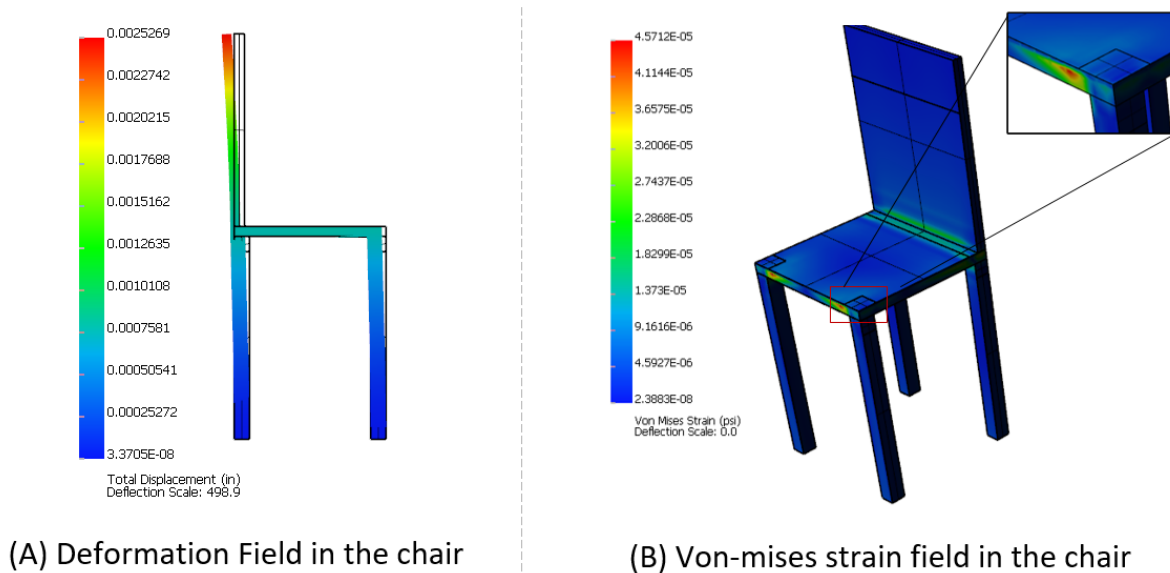 0.0025269
0.0022742
0.0020215
0.0017688
0.0015162
0.0012635
0.0010108
0.0007581
0.00050541
0.00025272
3.3705E-08
Total Displacement (in)
Deflection Scale: 498.9
(A) Deformation Field in the chair
4.5712E-05
4.1144E-05
3.6575E-05
3.2006E-05
2.7437E-05
2.2868E-05
1.8299E-05
1.373E-05
9.1616E-06
4.5927E-06
2.3883E-08
Von Mises Strain (psi)
Deflection Scale: 0.0
(B) Von-mises strain field in the chair